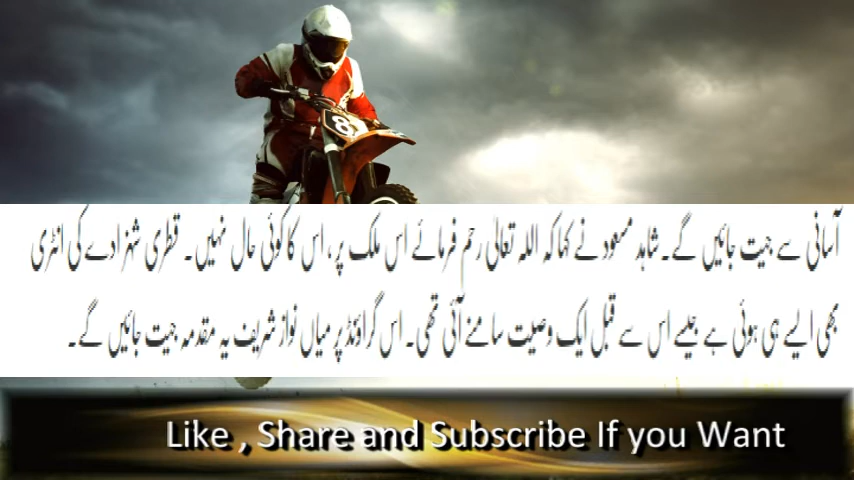 8
آسانی سے جیت جائیں گے۔ شاہد مسعود نے کہا کہ اللہ تعالیٰ رحم فرمائے اس ملک پر، اس کا کوئی حال نہیں۔ قطری شہزادے کی انٹری
بھی ایسے ہی ہوئی ہے جیسے اس سے قبل ایک وصیت سامنے آئی تھی۔ اس گراؤنڈ پر میاں نواز شریف یہ مقدمہ جیت جائیں گے۔
Like , Share and Subscribe If you Want